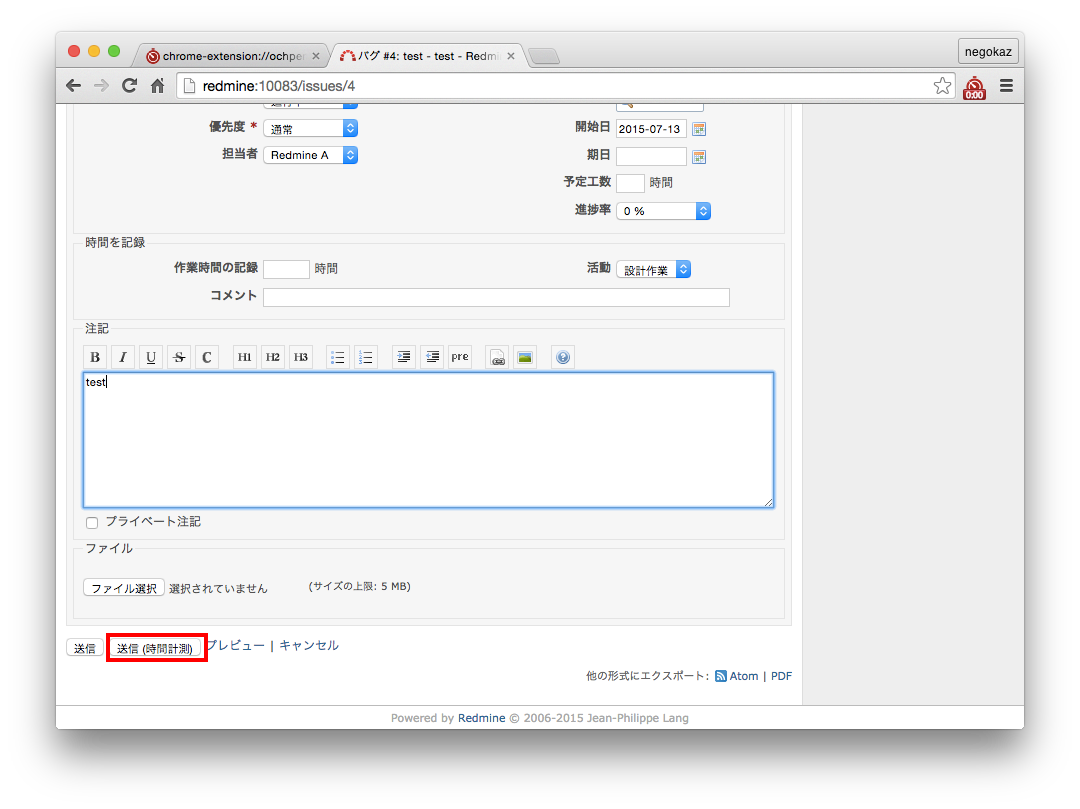 chrome-extension://ochpe
バグ #4: test - test - Redmi
negokaz
redmine:10083/issues/4
0:00
優先度 * 通常 開始日 2015-07-13
担当者 Redmine A 期日
予定工数 時間
進捗率 0 %
時間を記録
作業時間の記録 時間 活動 設計作業
コメント
注記
B I U S C H1 H2 H3 pre
test
プライベート注記
ファイル
ファイル選択 選択されていません (サイズの上限: 5 MB)
送信 送信 (時間計測) プレビュー | キャンセル
他の形式にエクスポート: Atom | PDF
Powered by Redmine © 2006-2015 Jean-Philippe Lang